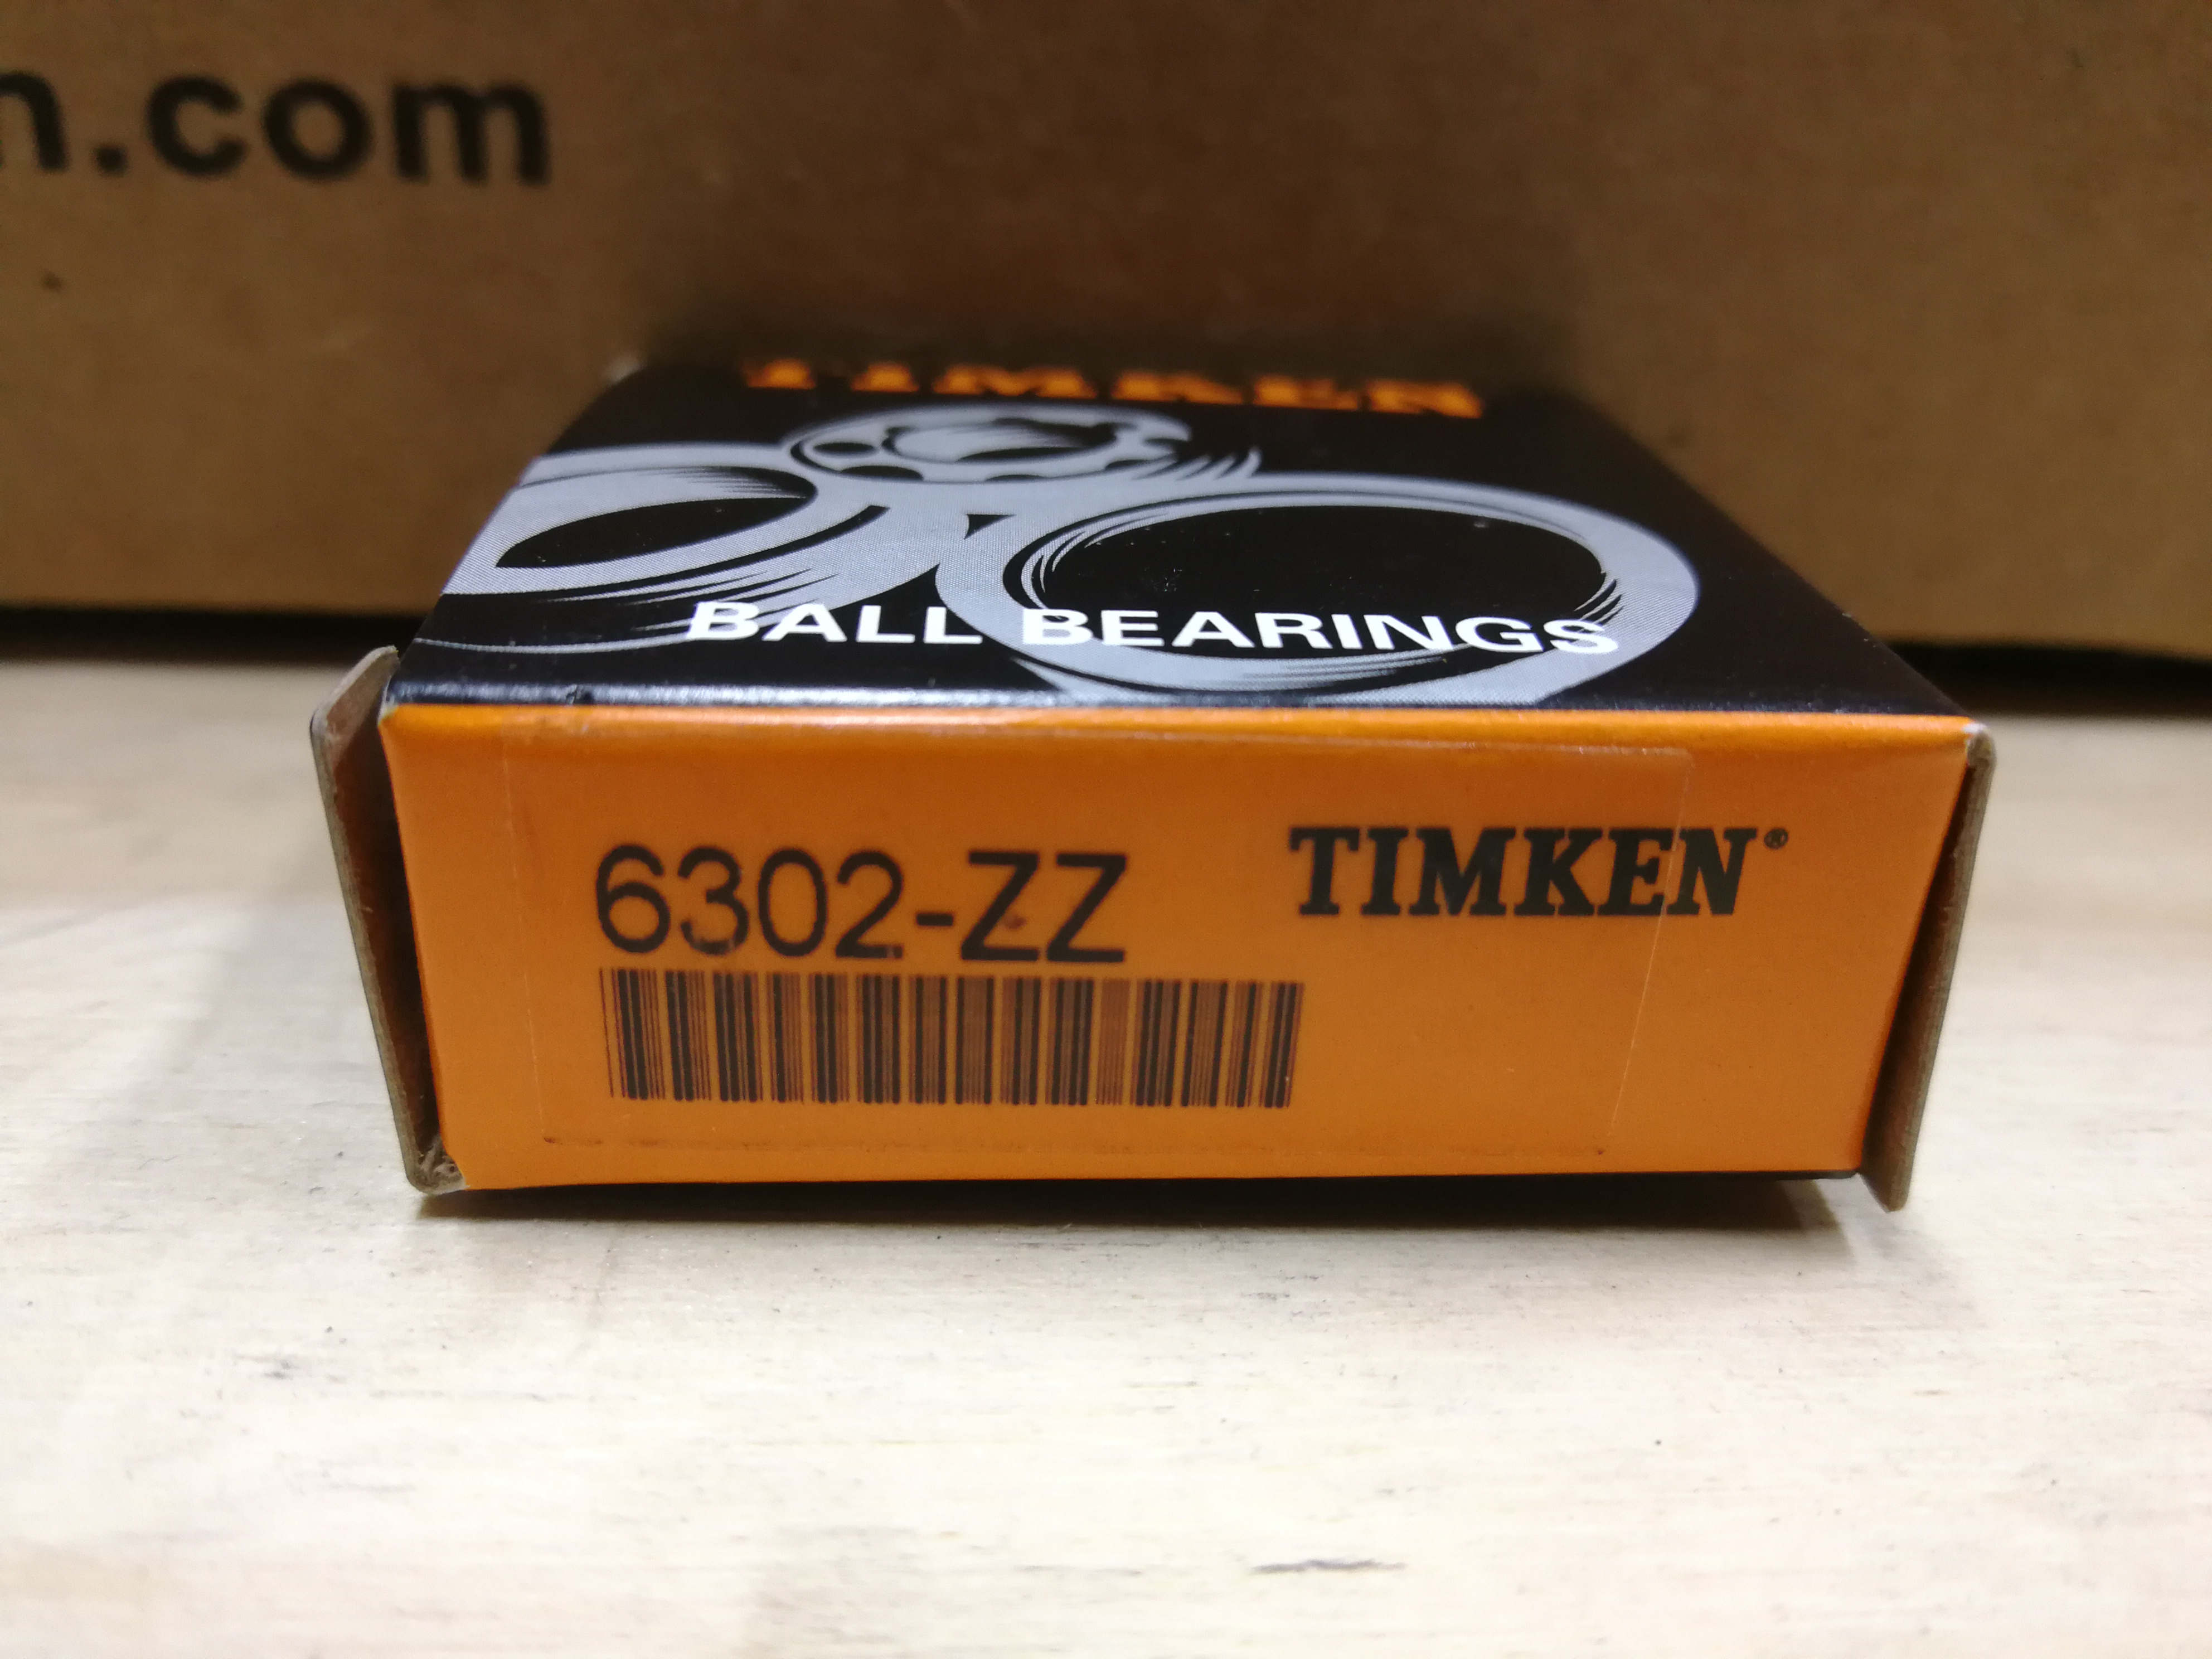 n.com
TIMKEN
BALL BEARINGS
6302-ZZ
TIMKEN®